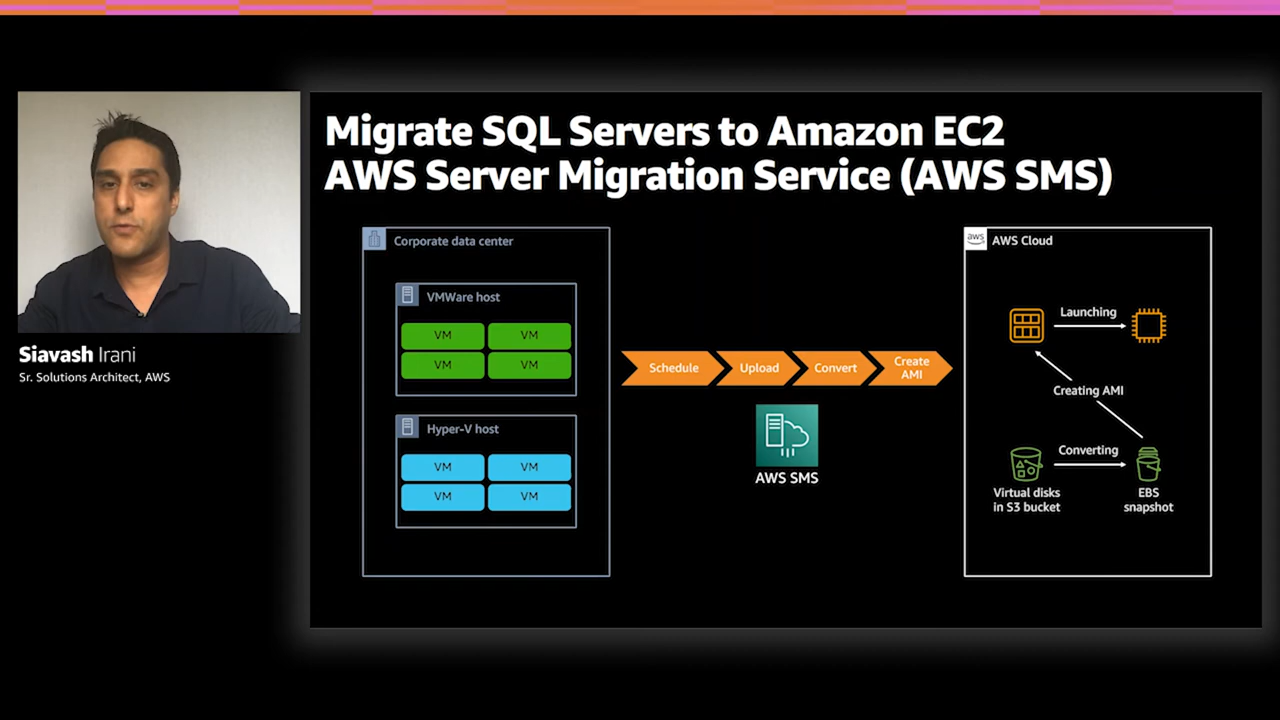 Migrate SQL Servers to Amazon EC2
AWS Server Migration Service (AWS SMS)
Siavash Irani
Sr. Solutions Architect, AWS
Corporate data center
VMWare host
VM VM
VM VM
Hyper-V host
VM VM
VM VM
Schedule
Upload
Convert
Create
AMI
AWS SMS
aws
AWS Cloud
Launching
Creating AMI
Converting
Virtual disks
in S3 bucket
EBS
snapshot